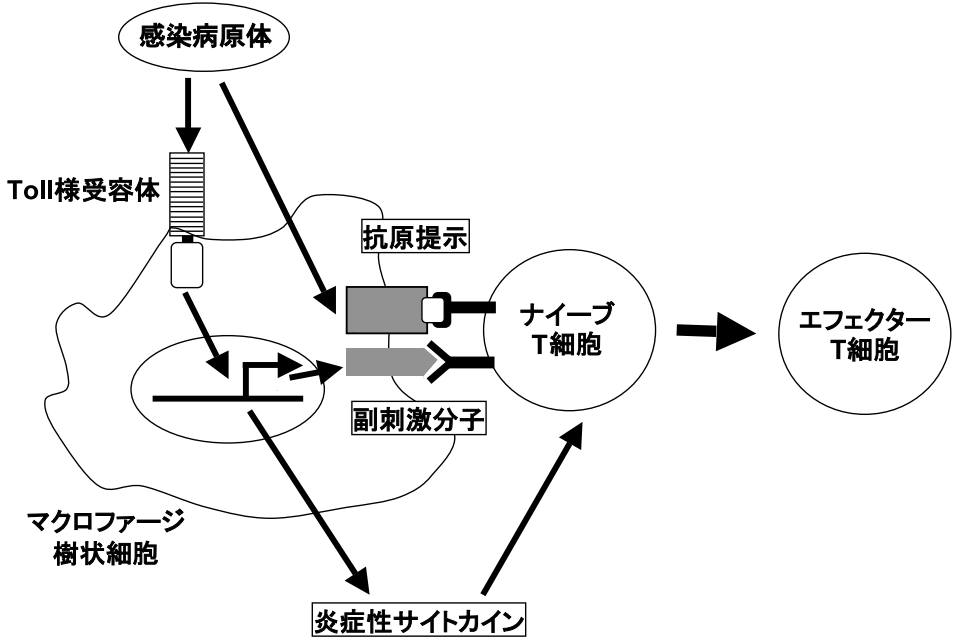 感染病原体
Toll様受容体
抗原提示
ナイーブ
T細胞
エフェクター
T細胞
副刺激分子
マクロファージ
樹状細胞
炎症性サイトカイン